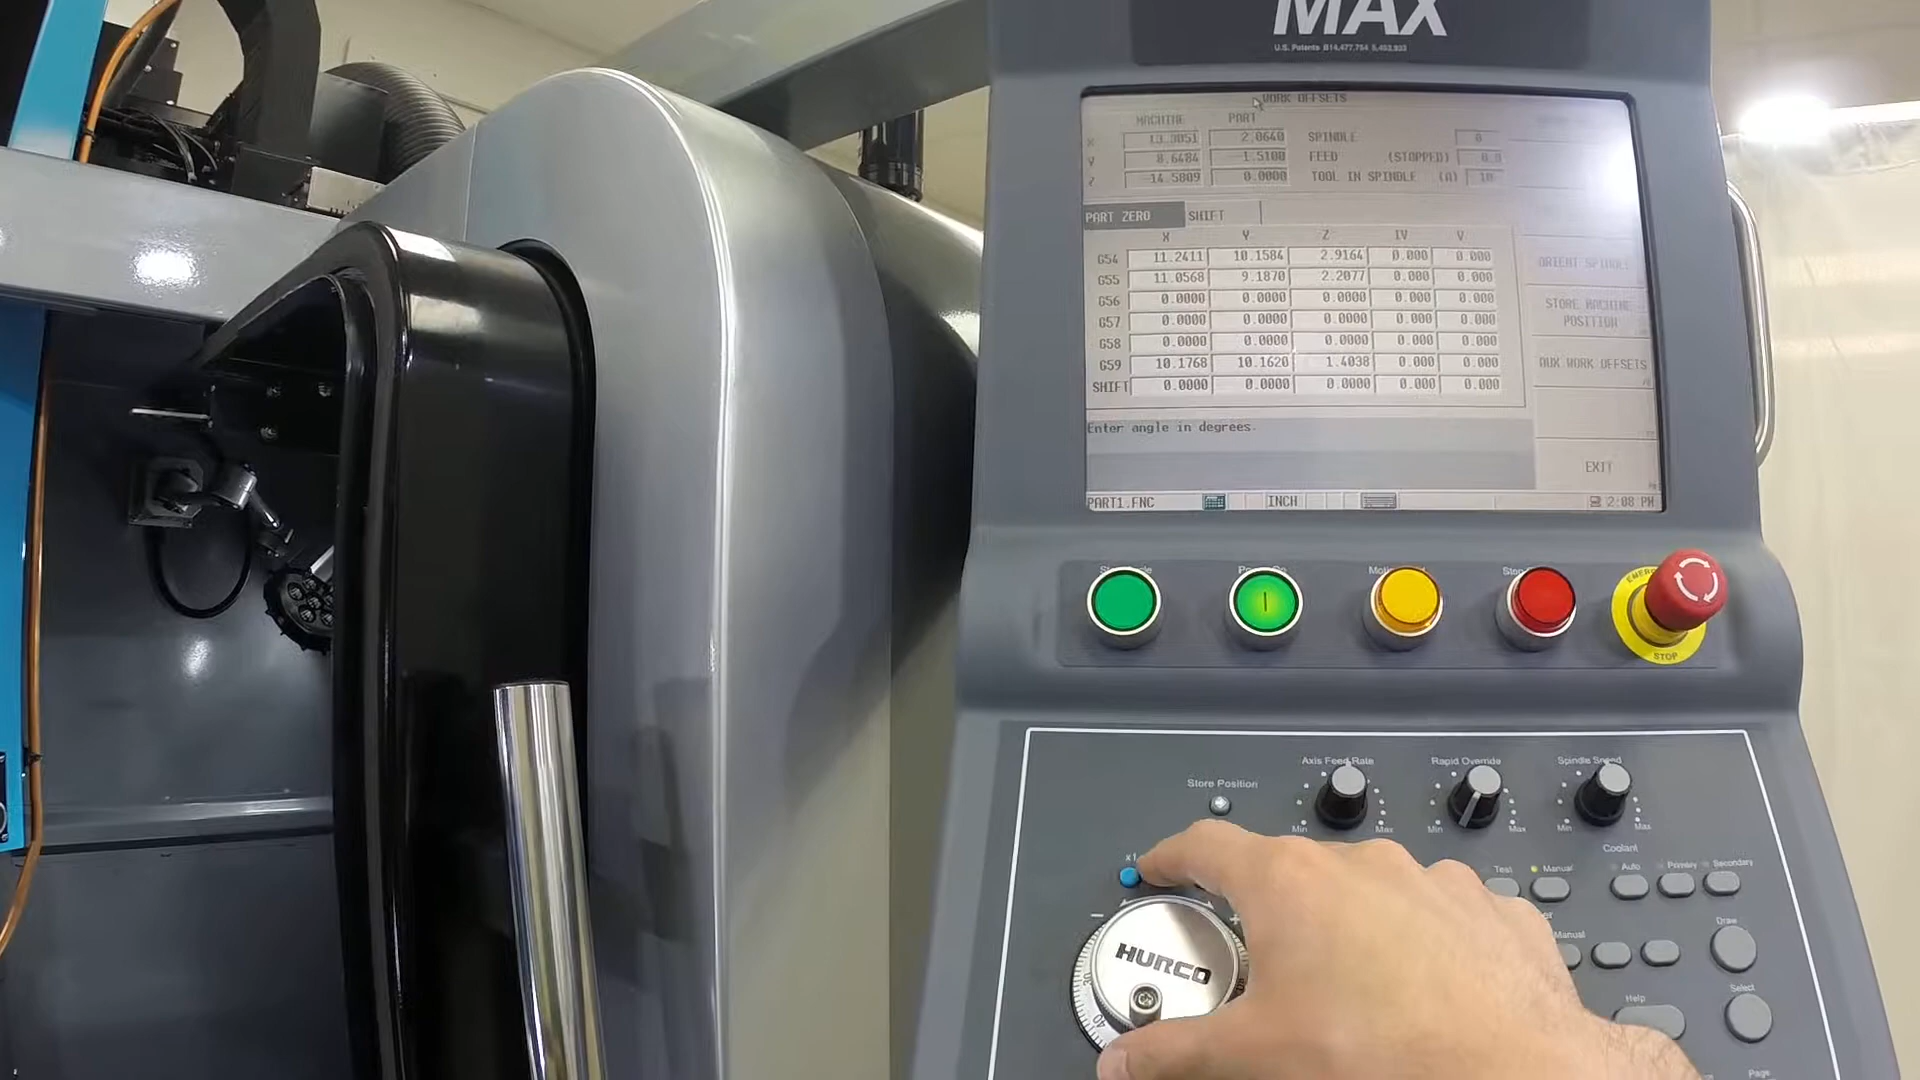 MAX
U.S. Patents B14,477,754 5,453,933
WORK OFFSETS
MACHINE PART
X 13.3051 2.0640 SPINDLE 0
Y 8.6484 -1.5100 FEED (STOPPED) 0.0
Z -14.5809 0.0000 TOOL IN SPINDLE (A) 10
PART ZERO SHIFT
X Y Z IV V
G54 11.2411 10.1584 2.9164 0.000 0.000
G55 11.0568 9.1870 2.2077 0.000 0.000
G56 0.0000 0.0000 0.0000 0.000 0.000
G57 0.0000 0.0000 0.0000 0.000 0.000
G58 0.0000 0.0000 0.0000 0.000 0.000
G59 10.1768 10.1620 1.4038 0.000 0.000
SHIFT 0.0000 0.0000 0.0000 0.000 0.000
ORIENT SPINDLE
STORE MACHINE
POSITION
AUX WORK OFFSETS
EXIT
Enter angle in degrees.
PART1.FNC INCH 2:08 PM
STOP
Axis Feed Rate Rapid Override Spindle Speed
Min Max Min Max Min Max
Store Position
x1
Coolant
Test Manual Auto Primary Secondary
- +
Manual
Draw
HURCO
30
40
Help
Select
Page